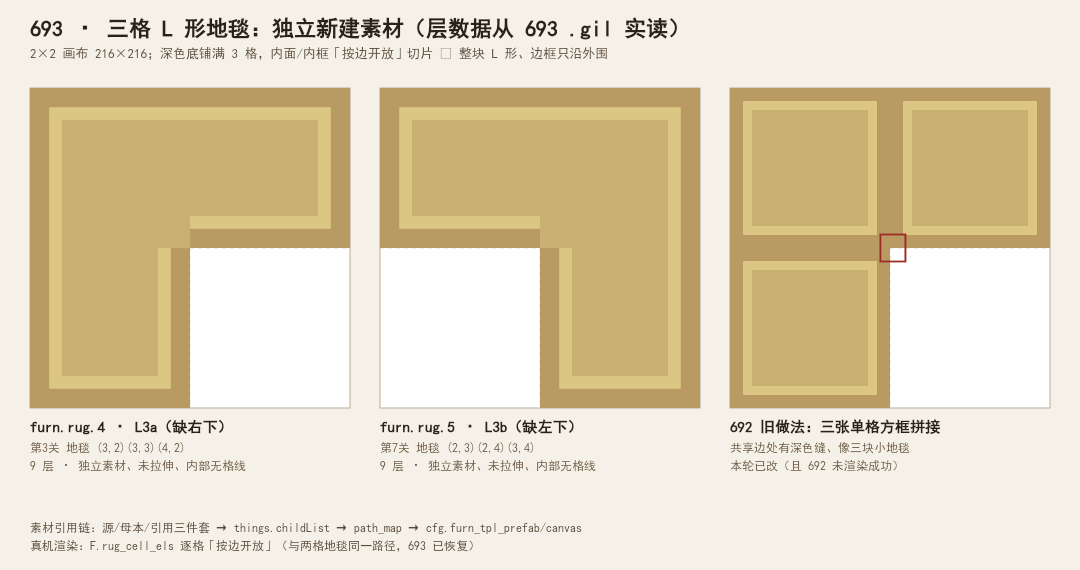 693 · 三格 L 形地毯：独立新建素材（层数据从 693 .gil 实读）
2×2 画布 216×216；深色底铺满 3 格，内面/内框「按边开放」切片 □ 整块 L 形、边框只沿外围
furn.rug.4 · L3a（缺右下）
第3关 地毯 (3,2)(3,3)(4,2)
9 层 · 独立素材、未拉伸、内部无格线
furn.rug.5 · L3b（缺左下）
第7关 地毯 (2,3)(2,4)(3,4)
9 层 · 独立素材、未拉伸、内部无格线
692 旧做法：三张单格方框拼接
共享边处有深色缝、像三块小地毯
本轮已改（且 692 未渲染成功）
素材引用链：源/母本/引用三件套 → things.childList → path_map → cfg.furn_tpl_prefab/canvas
真机渲染：F.rug_cell_els 逐格「按边开放」（与两格地毯同一路径，693 已恢复）